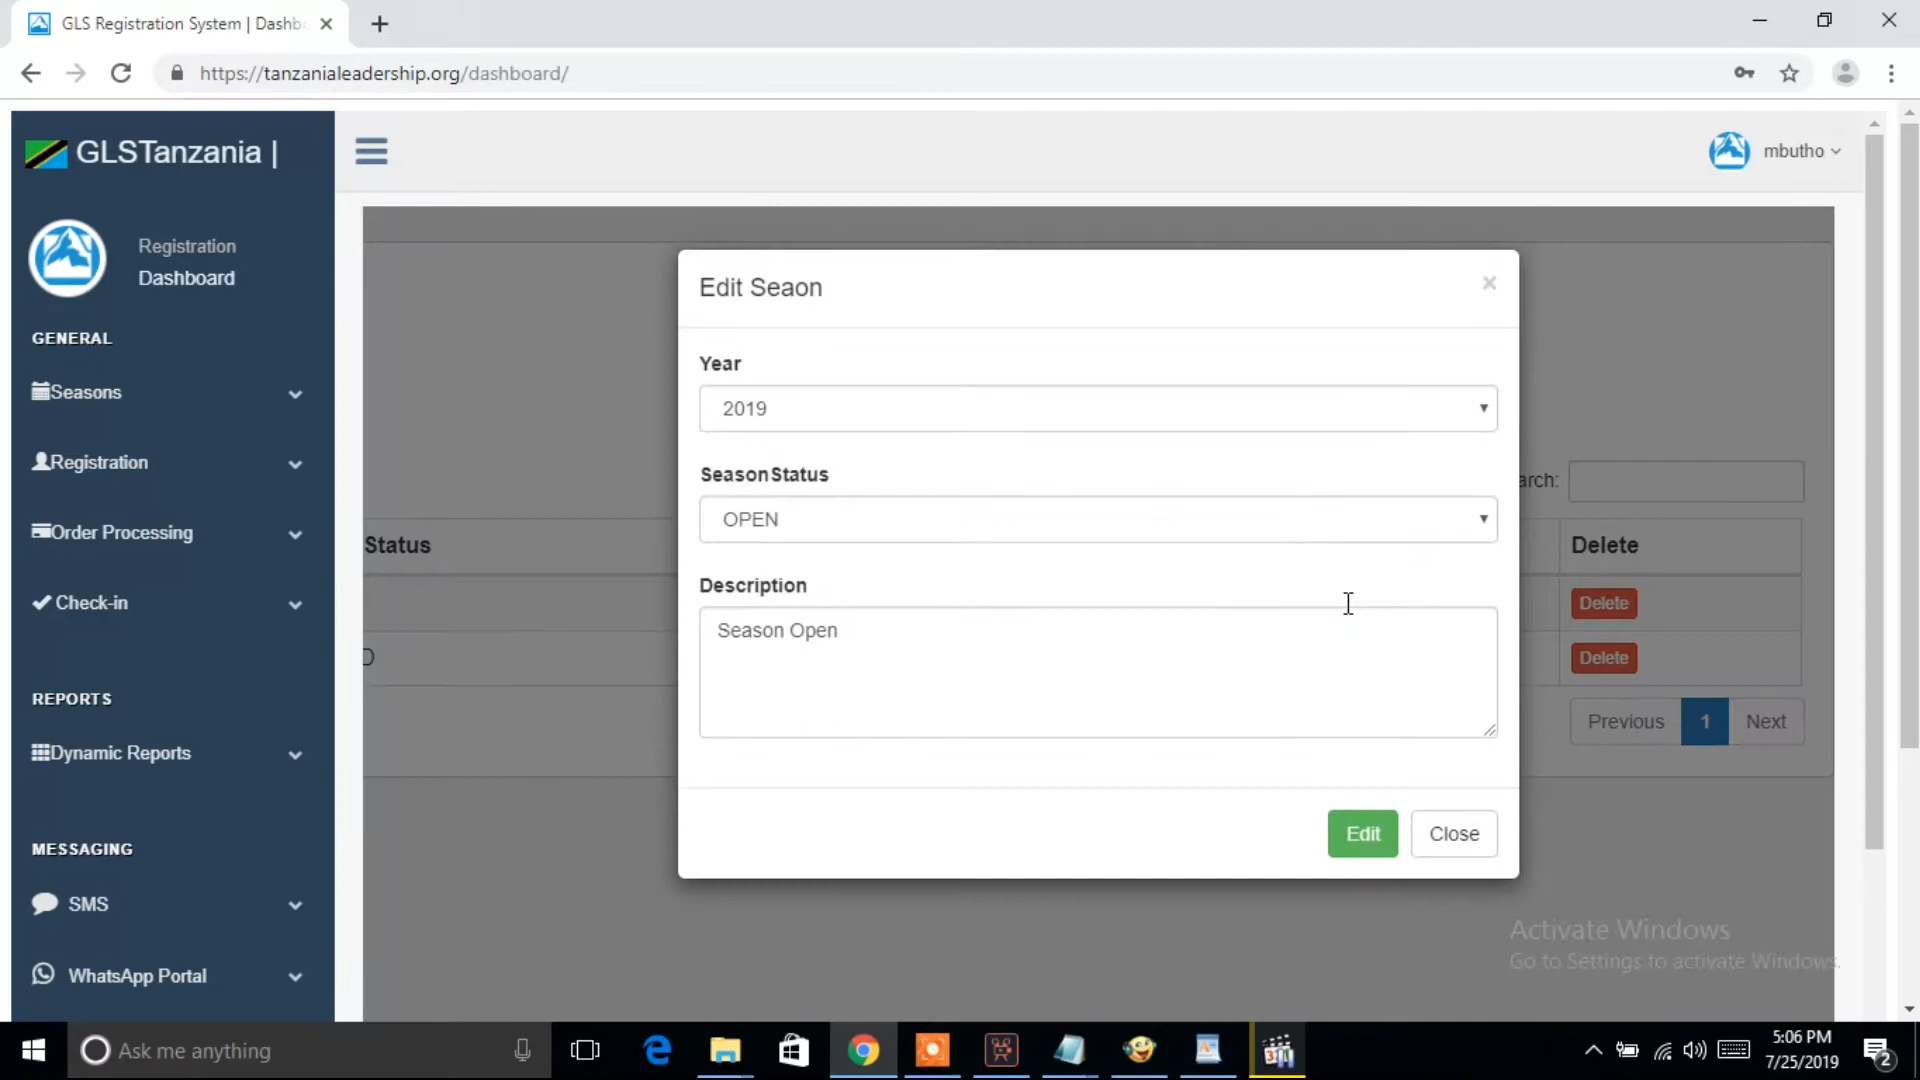 GLS Registration System | Dashb
https://tanzanialeadership.org/dashboard/
GLSTanzania |
mbutho
Registration
Dashboard
GENERAL
Seasons
Registration
Order Processing
Check-in
REPORTS
Dynamic Reports
MESSAGING
SMS
WhatsApp Portal
Edit Seaon
×
Year
2019
SeasonStatus
OPEN
Description
Season Open
Edit
Close
arch:
Status
Delete
Delete
D
Delete
Previous
1
Next
Activate Windows
Go to Settings to activate Windows.
Ask me anything
5:06 PM
7/25/2019
2